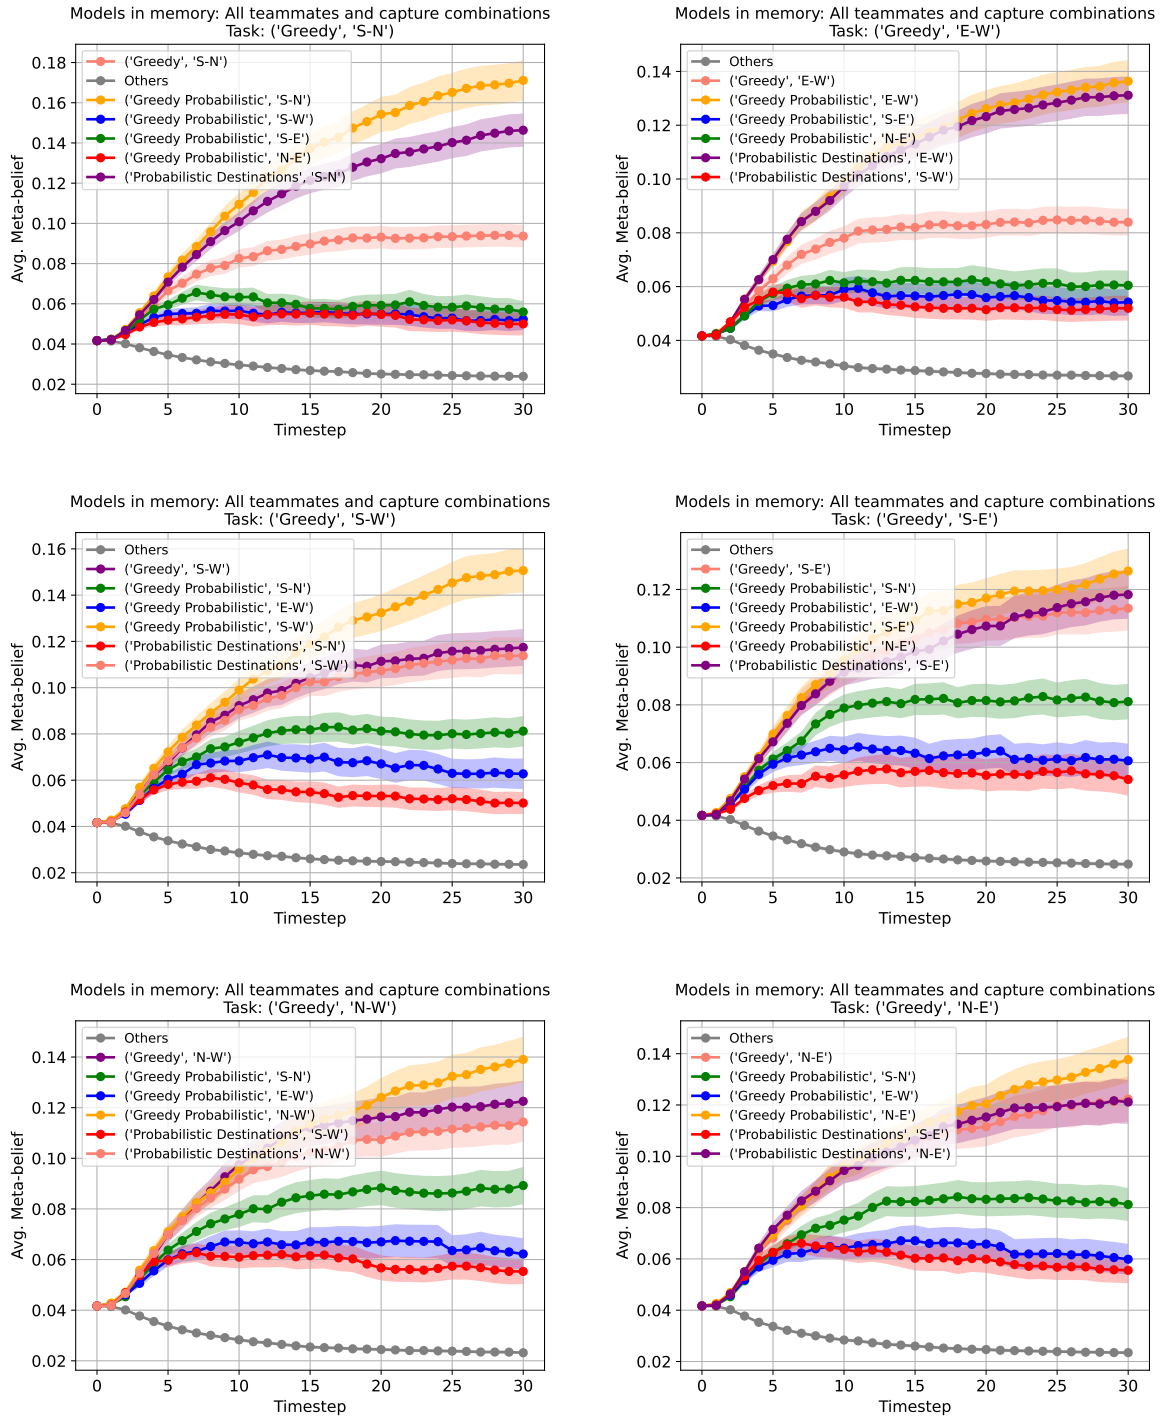 Models in memory: All teammates and capture combinations
Task: ('Greedy', 'S-N')
Avg. Meta-belief
0.18
0.16
0.14
0.12
0.10
0.08
0.06
0.04
0.02
('Greedy', 'S-N')
Others
('Greedy Probabilistic', 'S-N')
('Greedy Probabilistic', 'S-W')
('Greedy Probabilistic', 'S-E')
('Greedy Probabilistic', 'N-E')
('Probabilistic Destinations', 'S-N')
0 5 10 15 20 25 30
Timestep
Models in memory: All teammates and capture combinations
Task: ('Greedy', 'E-W')
Avg. Meta-belief
0.14
0.12
0.10
0.08
0.06
0.04
Others
('Greedy', 'E-W')
('Greedy Probabilistic', 'E-W')
('Greedy Probabilistic', 'S-E')
('Greedy Probabilistic', 'N-E')
('Probabilistic Destinations', 'E-W')
('Probabilistic Destinations', 'S-W')
0 5 10 15 20 25 30
Timestep
Models in memory: All teammates and capture combinations
Task: ('Greedy', 'S-W')
Avg. Meta-belief
0.16
0.14
0.12
0.10
0.08
0.06
0.04
0.02
Others
('Greedy', 'S-W')
('Greedy Probabilistic', 'S-N')
('Greedy Probabilistic', 'E-W')
('Greedy Probabilistic', 'S-W')
('Probabilistic Destinations', 'S-N')
('Probabilistic Destinations', 'S-W')
0 5 10 15 20 25 30
Timestep
Models in memory: All teammates and capture combinations
Task: ('Greedy', 'S-E')
Avg. Meta-belief
0.12
0.10
0.08
0.06
0.04
0.02
Others
('Greedy', 'S-E')
('Greedy Probabilistic', 'S-N')
('Greedy Probabilistic', 'E-W')
('Greedy Probabilistic', 'S-E')
('Greedy Probabilistic', 'N-E')
('Probabilistic Destinations', 'S-E')
0 5 10 15 20 25 30
Timestep
Models in memory: All teammates and capture combinations
Task: ('Greedy', 'N-W')
Avg. Meta-belief
0.14
0.12
0.10
0.08
0.06
0.04
0.02
Others
('Greedy', 'N-W')
('Greedy Probabilistic', 'S-N')
('Greedy Probabilistic', 'E-W')
('Greedy Probabilistic', 'N-W')
('Probabilistic Destinations', 'S-W')
('Probabilistic Destinations', 'N-W')
0 5 10 15 20 25 30
Timestep
Models in memory: All teammates and capture combinations
Task: ('Greedy', 'N-E')
Avg. Meta-belief
0.14
0.12
0.10
0.08
0.06
0.04
0.02
Others
('Greedy', 'N-E')
('Greedy Probabilistic', 'S-N')
('Greedy Probabilistic', 'E-W')
('Greedy Probabilistic', 'N-E')
('Probabilistic Destinations', 'S-E')
('Probabilistic Destinations', 'N-E')
0 5 10 15 20 25 30
Timestep